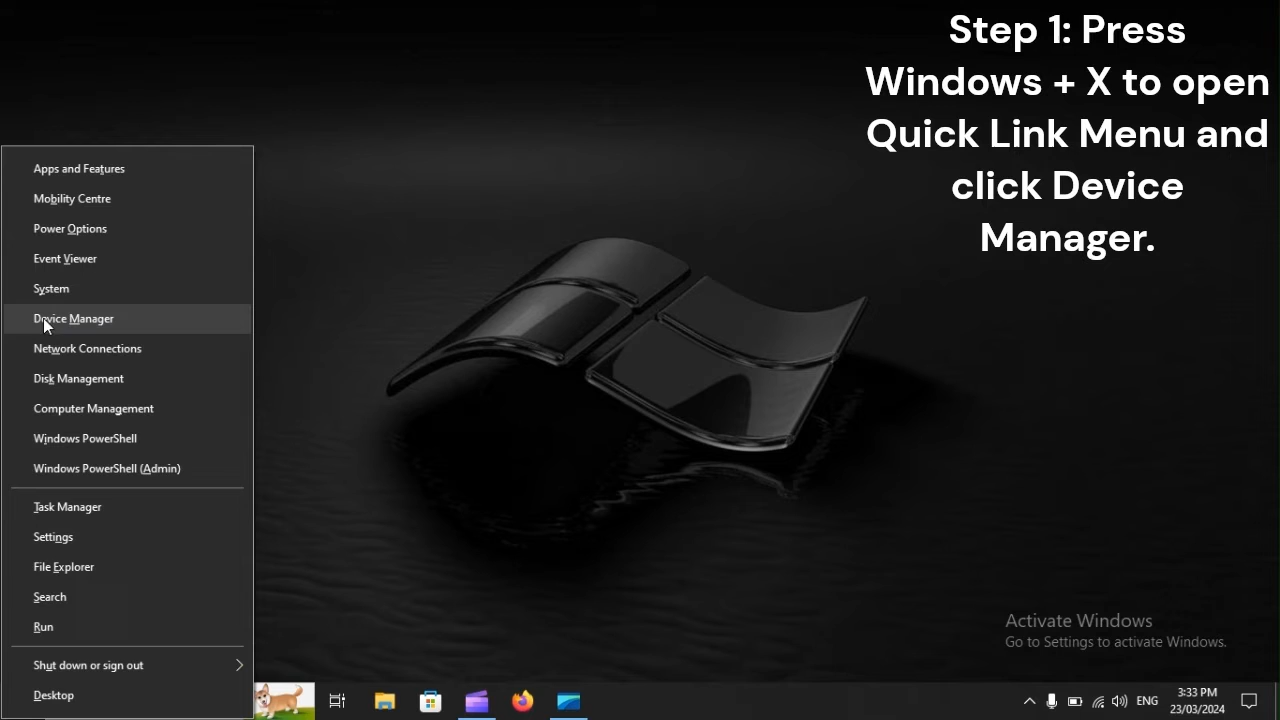 Step 1: Press
Windows + X to open
Quick Link Menu and
click Device
Manager.
Apps and Features
Mobility Centre
Power Options
Event Viewer
System
Device Manager
Network Connections
Disk Management
Computer Management
Windows PowerShell
Windows PowerShell (Admin)
Task Manager
Settings
File Explorer
Search
Run
Shut down or sign out
Desktop
Activate Windows
Go to Settings to activate Windows.
ENG
3:33 PM
23/03/2024